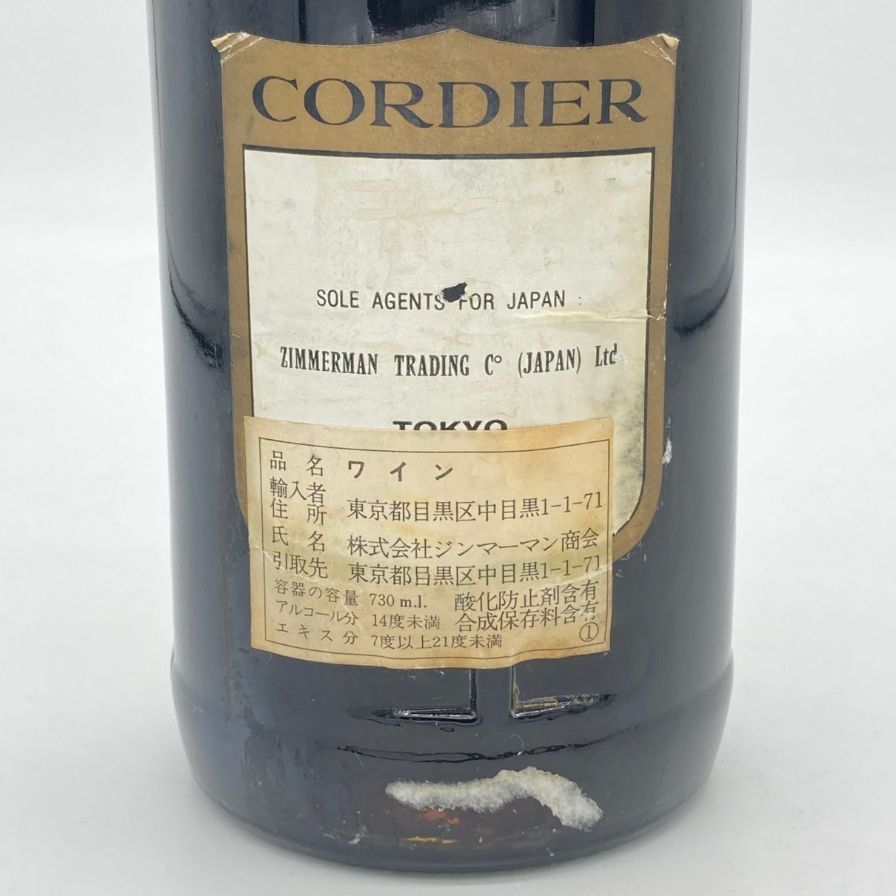 CORDIER
SOLE AGENTS FOR JAPAN :
ZIMMERMAN TRADING Cº (JAPAN) Ltd
TOKYO
品名 ワイン
輸入者
住所 東京都目黒区中目黒1-1-71
氏名 株式会社ジンマーマン商会
引取先 東京都目黒区中目黒1-1-71
容器の容量 730 m.l. 酸化防止剤含有
アルコール分 14度未満 合成保存料含有
エキス分 7度以上21度未満 ①